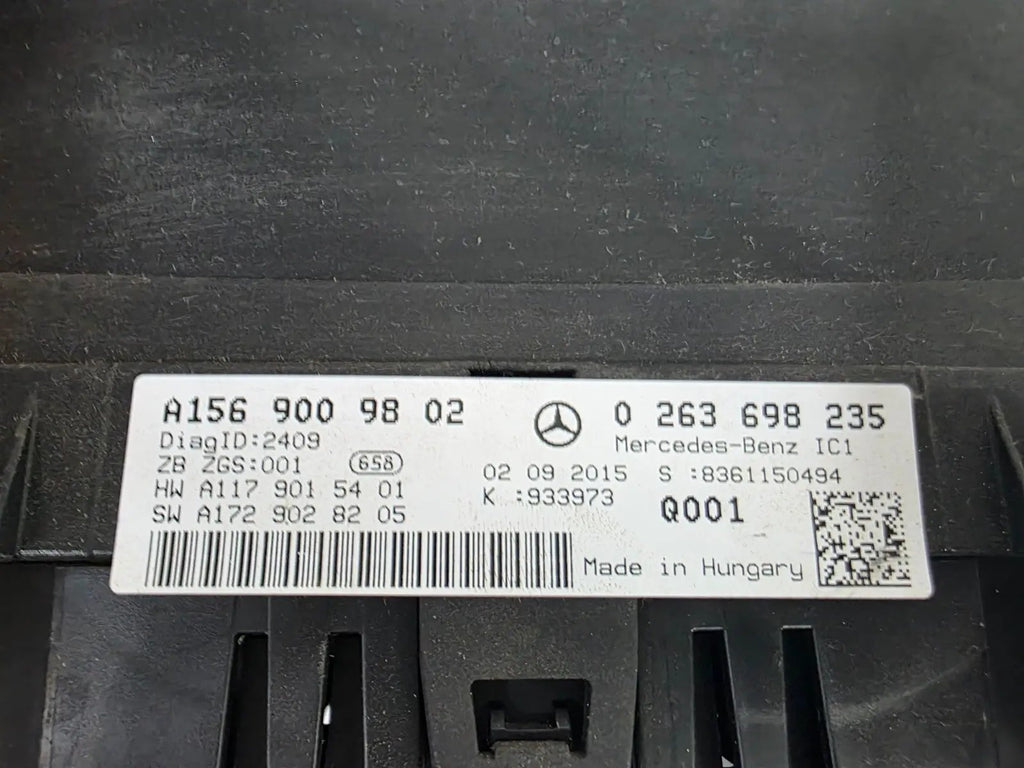 A156 900 98 02
DiagID:2409
ZB ZGS:001 658
HW A117 901 54 01
SW A172 902 82 05
0 263 698 235
Mercedes-Benz IC1
02 09 2015 S :8361150494
K :933973
Q001
Made in Hungary